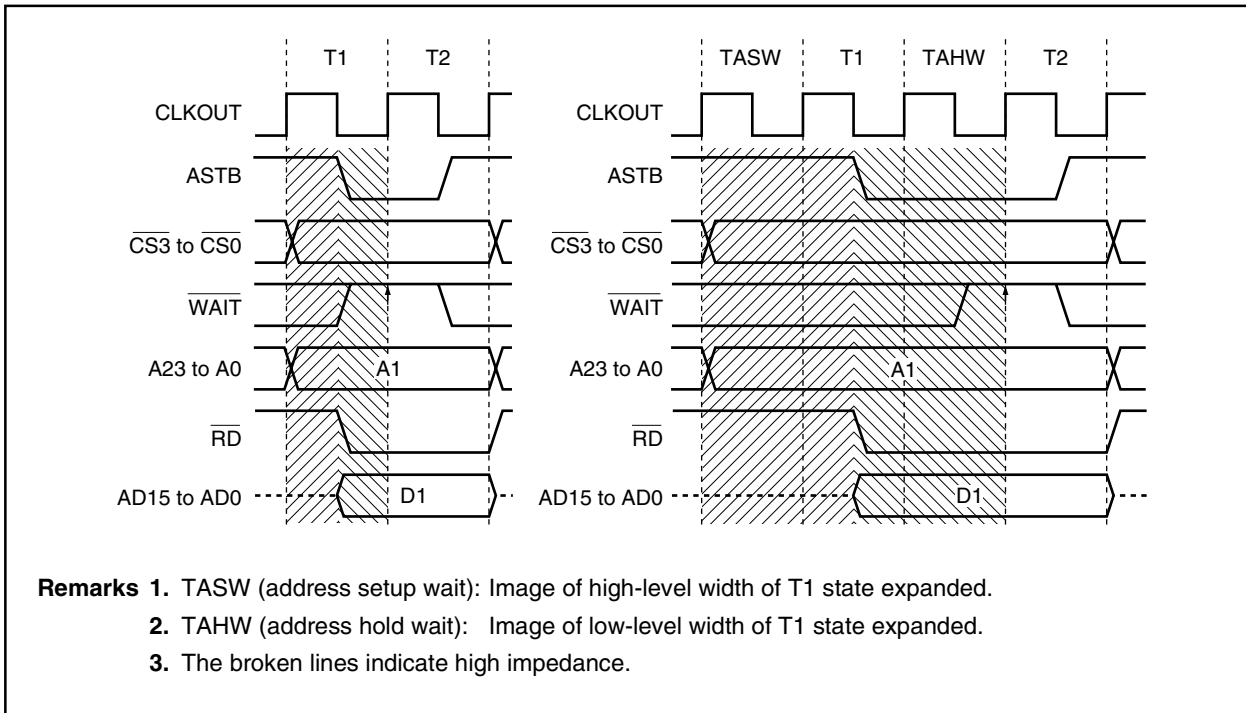 T1 T2
TASW T1 TAHW T2
CLKOUT
CLKOUT
ASTB
ASTB
CS3 to CS0
CS3 to CS0
WAIT
WAIT
A23 to A0
A1
A23 to A0
A1
RD
RD
AD15 to AD0
D1
AD15 to AD0
D1
Remarks 1. TASW (address setup wait): Image of high-level width of T1 state expanded.
2. TAHW (address hold wait): Image of low-level width of T1 state expanded.
3. The broken lines indicate high impedance.